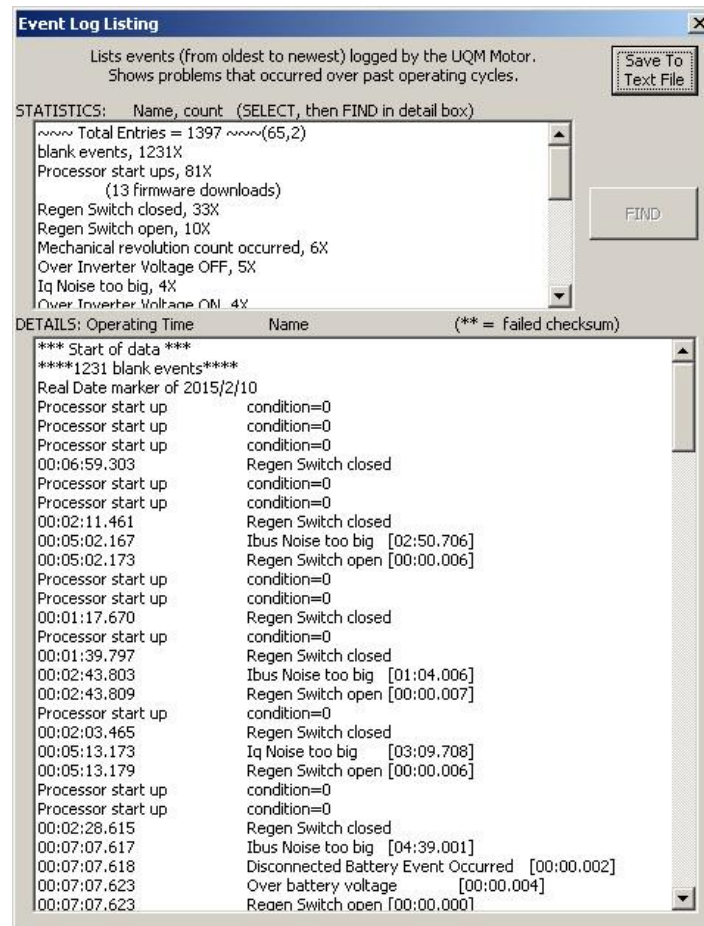 Event Log Listing
Lists events (from oldest to newest) logged by the UQM Motor.
Shows problems that occurred over past operating cycles.
Save To
Text File
STATISTICS: Name, count (SELECT, then FIND in detail box)
~~~ Total Entries = 1397 ~~~(65,2)
blank events, 1231X
Processor start ups, 81X
(13 firmware downloads)
Regen Switch closed, 33X
Regen Switch open, 10X
Mechanical revolution count occurred, 6X
Over Inverter Voltage OFF, 5X
Iq Noise too big, 4X
Over Inverter Voltage ON, 4X
FIND
DETAILS: Operating Time Name (** = failed checksum)
*** Start of data ***
****1231 blank events****
Real Date marker of 2015/2/10
Processor start up condition=0
Processor start up condition=0
Processor start up condition=0
00:06:59.303 Regen Switch closed
Processor start up condition=0
Processor start up condition=0
00:02:11.461 Regen Switch closed
00:05:02.167 Ibus Noise too big [02:50.706]
00:05:02.173 Regen Switch open [00:00.006]
Processor start up condition=0
Processor start up condition=0
00:01:17.670 Regen Switch closed
Processor start up condition=0
00:01:39.797 Regen Switch closed
00:02:43.803 Ibus Noise too big [01:04.006]
00:02:43.809 Regen Switch open [00:00.007]
Processor start up condition=0
00:02:03.465 Regen Switch closed
00:05:13.173 Iq Noise too big [03:09.708]
00:05:13.179 Regen Switch open [00:00.006]
Processor start up condition=0
Processor start up condition=0
00:02:28.615 Regen Switch closed
00:07:07.617 Ibus Noise too big [04:39.001]
00:07:07.618 Disconnected Battery Event Occurred [00:00.002]
00:07:07.623 Over battery voltage [00:00.004]
00:07:07.623 Regen Switch open [00:00.000]